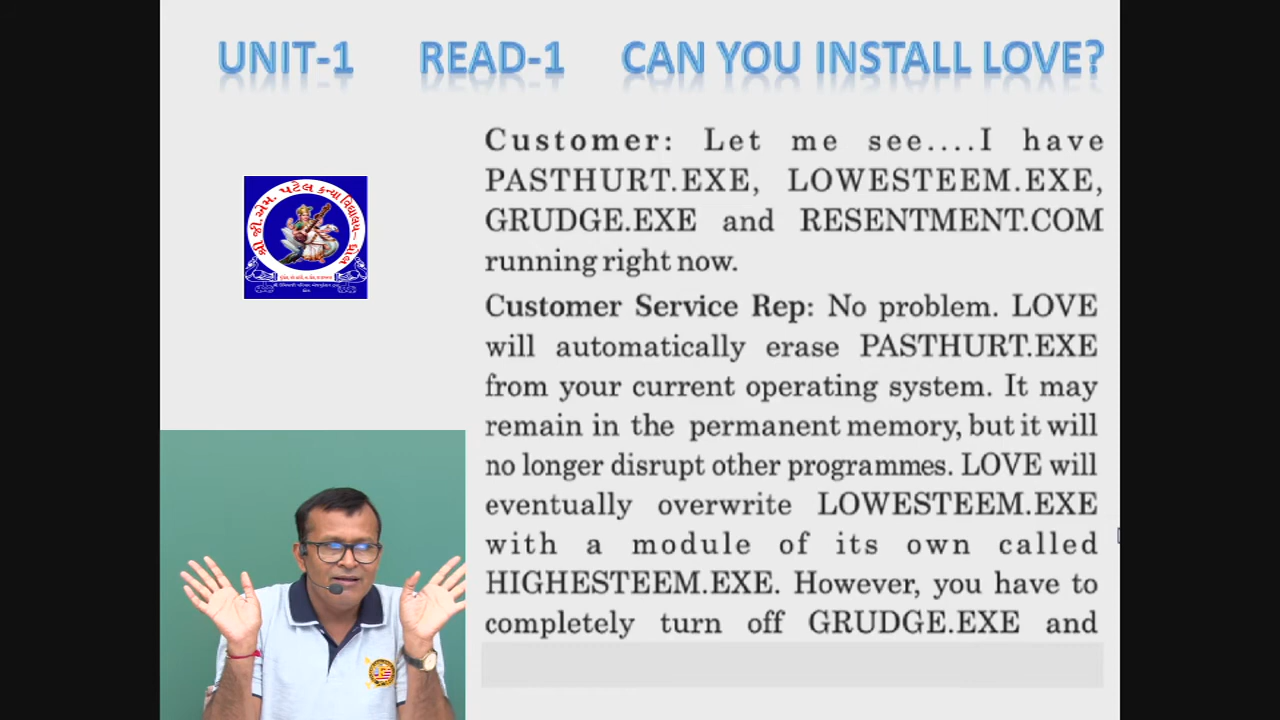 UNIT-1 READ-1 CAN YOU INSTALL LOVE?
શ્રી જી.એમ. પટેલ કન્યા વિદ્યાલય
Customer: Let me see....I have
PASTHURT.EXE, LOWESTEEM.EXE,
GRUDGE.EXE and RESENTMENT.COM
running right now.
Customer Service Rep: No problem. LOVE
will automatically erase PASTHURT.EXE
from your current operating system. It may
remain in the permanent memory, but it will
no longer disrupt other programmes. LOVE will
eventually overwrite LOWESTEEM.EXE
with a module of its own called
HIGHESTEEM.EXE. However, you have to
completely turn off GRUDGE.EXE and